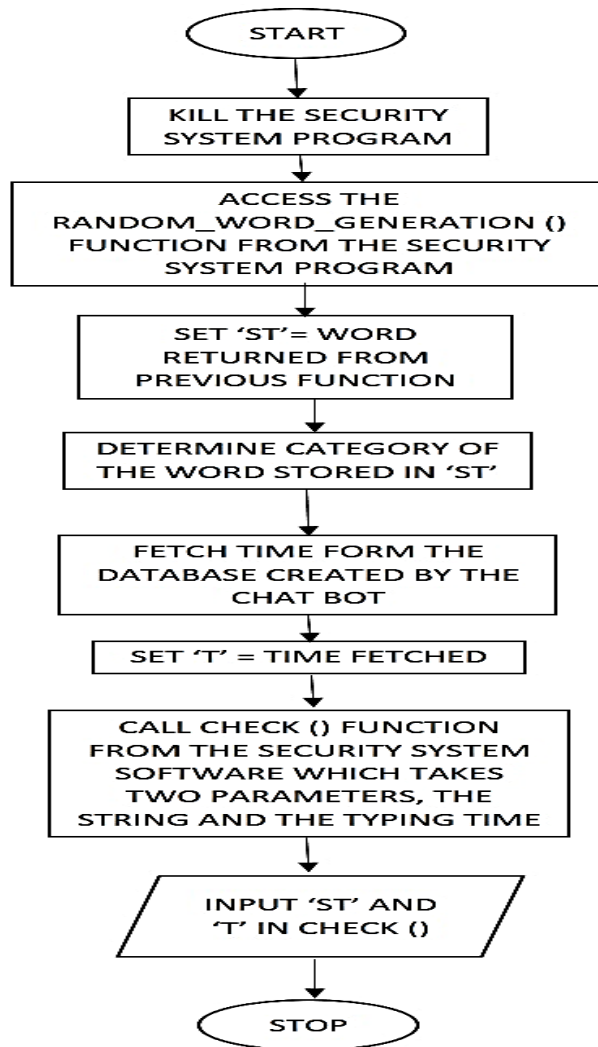 START
KILL THE SECURITY
SYSTEM PROGRAM
ACCESS THE
RANDOM_WORD_GENERATION ()
FUNCTION FROM THE SECURITY
SYSTEM PROGRAM
SET ‘ST’= WORD
RETURNED FROM
PREVIOUS FUNCTION
DETERMINE CATEGORY OF
THE WORD STORED IN ‘ST’
FETCH TIME FORM THE
DATABASE CREATED BY THE
CHAT BOT
SET ‘T’ = TIME FETCHED
CALL CHECK () FUNCTION
FROM THE SECURITY SYSTEM
SOFTWARE WHICH TAKES
TWO PARAMETERS, THE
STRING AND THE TYPING TIME
INPUT ‘ST’ AND
‘T’ IN CHECK ()
STOP